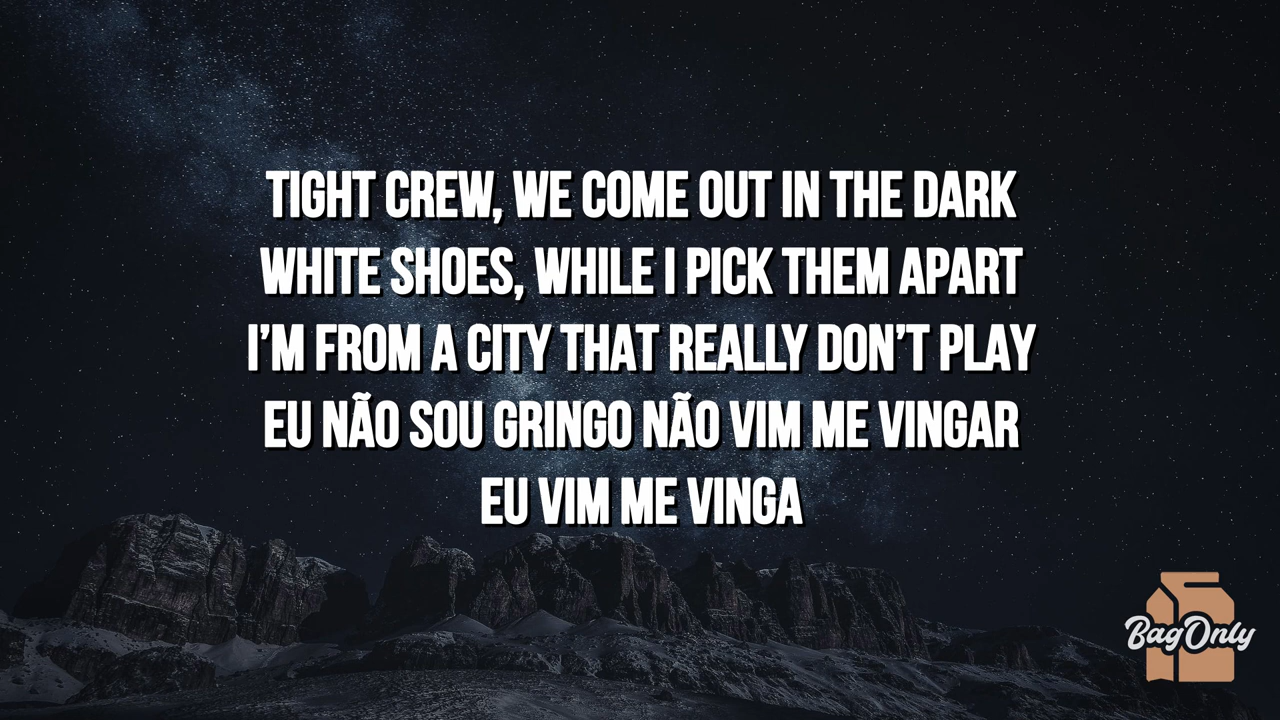 TIGHT CREW, WE COME OUT IN THE DARK
WHITE SHOES, WHILE I PICK THEM APART
I’M FROM A CITY THAT REALLY DON’T PLAY
EU NÃO SOU GRINGO NÃO VIM ME VINGAR
EU VIM ME VINGA
BagOnly